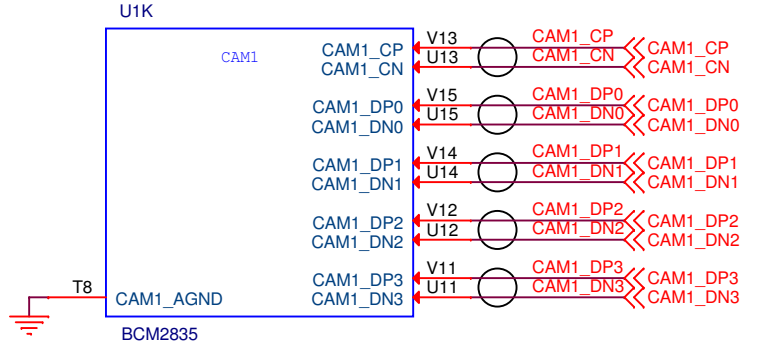 U1K
CAM1
CAM1_CP V13 CAM1_CP CAM1_CP
CAM1_CN U13 CAM1_CN CAM1_CN
CAM1_DP0 V15 CAM1_DP0 CAM1_DP0
CAM1_DN0 U15 CAM1_DN0 CAM1_DN0
CAM1_DP1 V14 CAM1_DP1 CAM1_DP1
CAM1_DN1 U14 CAM1_DN1 CAM1_DN1
CAM1_DP2 V12 CAM1_DP2 CAM1_DP2
CAM1_DN2 U12 CAM1_DN2 CAM1_DN2
CAM1_DP3 V11 CAM1_DP3 CAM1_DP3
T8 CAM1_AGND CAM1_DN3 U11 CAM1_DN3 CAM1_DN3
BCM2835